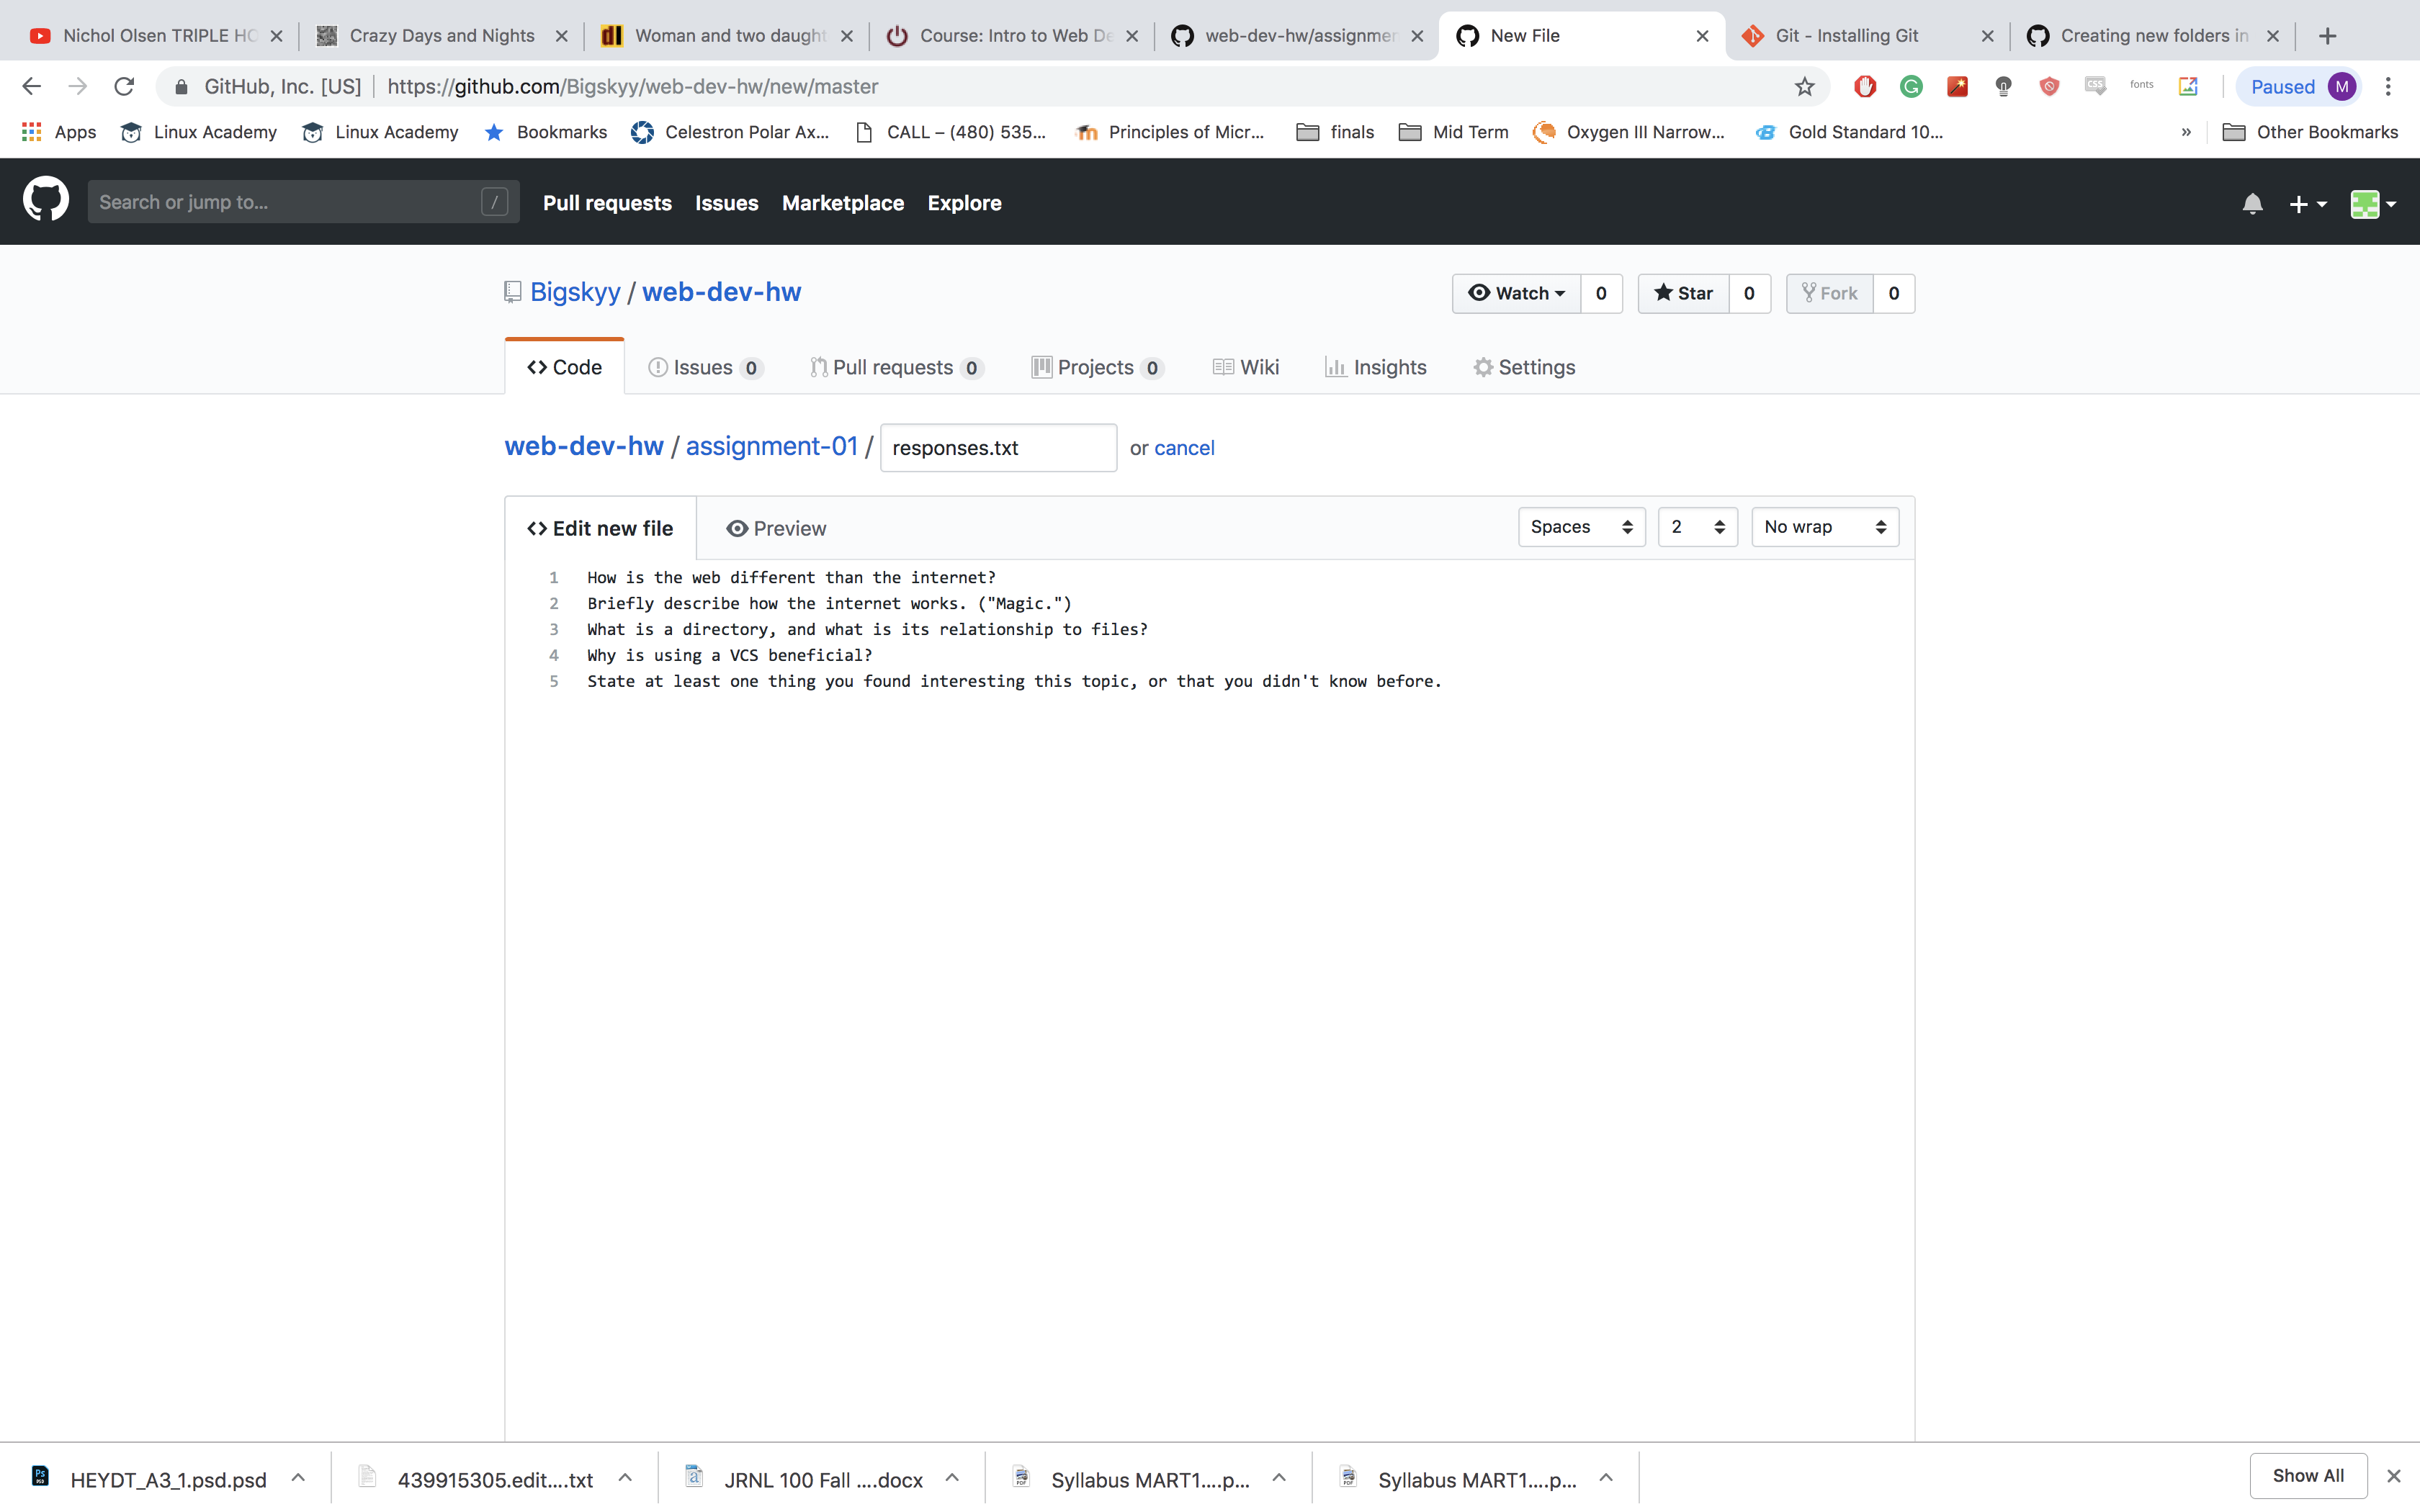 Nichol Olsen TRIPLE HO
Crazy Days and Nights
Woman and two daught
Course: Intro to Web De
web-dev-hw/assignmen
New File
Git - Installing Git
Creating new folders in
GitHub, Inc. [US] https://github.com/Bigskyy/web-dev-hw/new/master
CSS
fonts
Paused M
Apps
Linux Academy
Linux Academy
Bookmarks
Celestron Polar Ax...
CALL – (480) 535...
Principles of Micr...
finals
Mid Term
Oxygen III Narrow...
Gold Standard 10...
» Other Bookmarks
Search or jump to... /
Pull requests Issues Marketplace Explore
Bigskyy / web-dev-hw
Watch 0 Star 0 Fork 0
Code Issues 0 Pull requests 0 Projects 0 Wiki Insights Settings
web-dev-hw / assignment-01 / responses.txt or cancel
Edit new file Preview Spaces 2 No wrap
1 How is the web different than the internet?
2 Briefly describe how the internet works. ("Magic.")
3 What is a directory, and what is its relationship to files?
4 Why is using a VCS beneficial?
5 State at least one thing you found interesting this topic, or that you didn't know before.
HEYDT_A3_1.psd.psd
439915305.edit....txt
JRNL 100 Fall ....docx
Syllabus MART1....p...
Syllabus MART1....p...
Show All